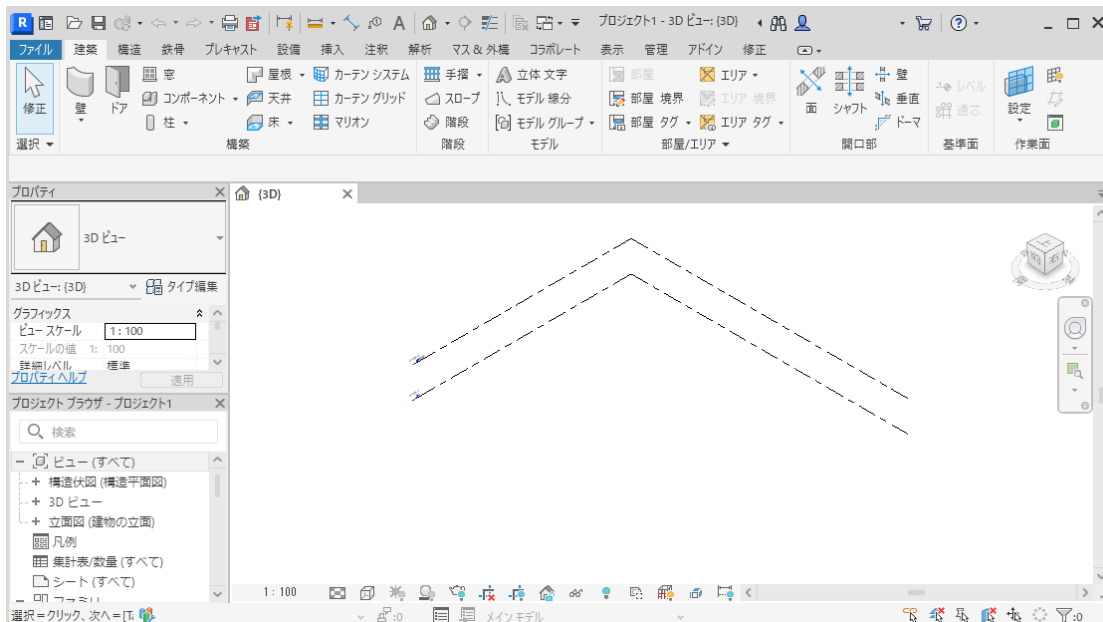 R A プロジェクト1 - 3D ビュー: {3D}
ファイル 建築 構造 鉄骨 プレキャスト 設備 挿入 注釈 解析 マス & 外構 コラボレート 表示 管理 アドイン 修正
窓 屋根 カーテン システム 手摺 立体 文字 部屋 エリア 壁
コンポーネント 天井 カーテン グリッド スロープ モデル 線分 部屋 境界 エリア 境界 垂直 レベル
修正 壁 ドア 面 シャフト 設定
柱 床 マリオン 階段 モデル グループ 部屋 タグ エリア タグ ドーマ 通芯
選択 構築 階段 モデル 部屋/エリア 開口部 基準面 作業面
プロパティ {3D}
3D ビュー
3D ビュー: {3D} タイプ編集
グラフィックス
ビュー スケール 1 : 100
スケールの値 1: 100
詳細レベル 標準
プロパティ ヘルプ 適用
プロジェクト ブラウザ - プロジェクト1
検索
ビュー (すべて)
構造伏図 (構造平面図)
3D ビュー
立面図 (建物の立面)
凡例
集計表/数量 (すべて)
シート (すべて)
ファミリ
1 : 100
選択 = クリック、次へ = [T :0 メイン モデル :0